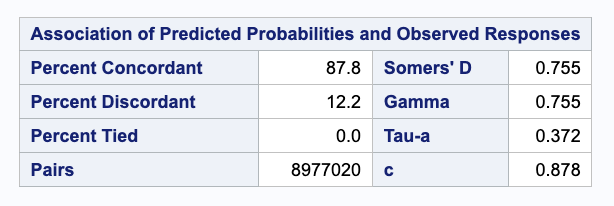 Association of Predicted Probabilities and Observed Responses
Percent Concordant 87.8 Somers' D 0.755
Percent Discordant 12.2 Gamma 0.755
Percent Tied 0.0 Tau-a 0.372
Pairs 8977020 c 0.878